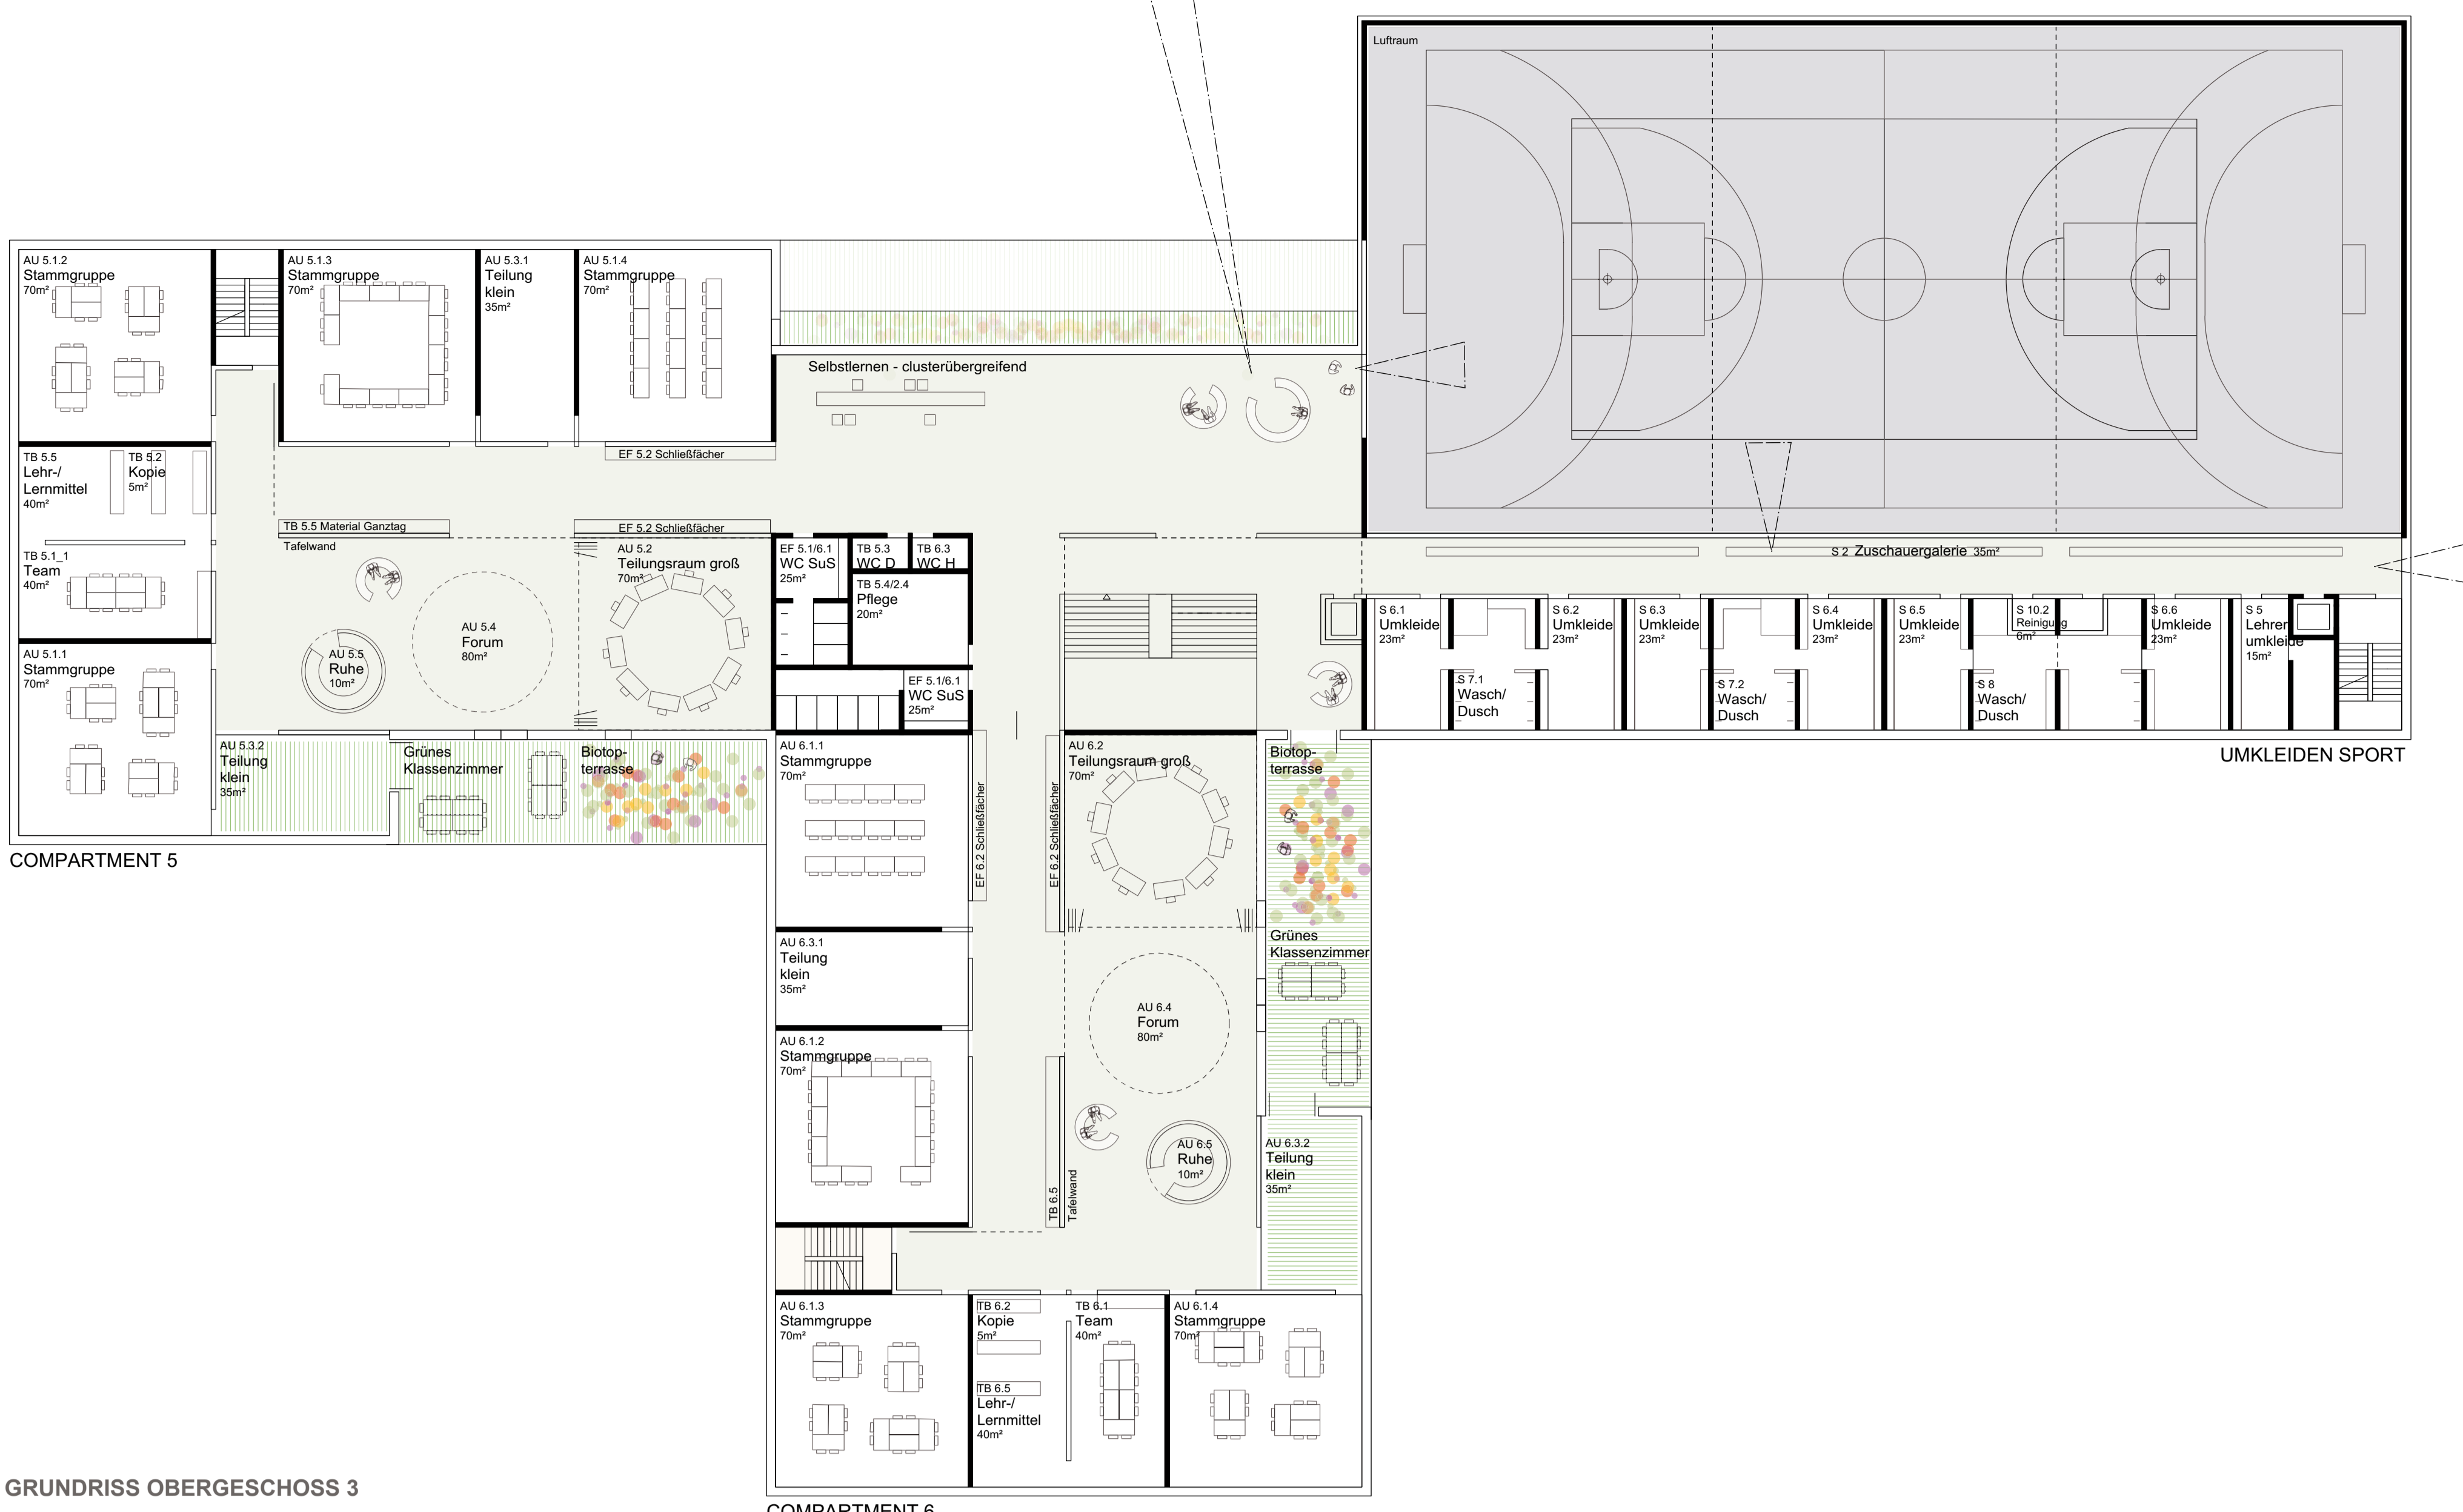 Luftraum
AU 5.1.2
Stammgruppe
70m²
AU 5.1.3
Stammgruppe
70m²
AU 5.3.1
Teilung
klein
35m²
AU 5.1.4
Stammgruppe
70m²
Selbstlernen - clusterübergreifend
EF 5.2 Schließfächer
TB 5.5
Lehr-/
Lernmittel
40m²
TB 5.2
Kopie
5m²
TB 5.5 Material Ganztag
Tafelwand
EF 5.2 Schließfächer
TB 5.1_1
Team
40m²
AU 5.2
Teilungsraum groß
70m²
AU 5.4
Forum
80m²
AU 5.5
Ruhe
10m²
EF 5.1/6.1
WC SuS
25m²
TB 5.3
WC D
TB 6.3
WC H
TB 5.4/2.4
Pflege
20m²
EF 5.1/6.1
WC SuS
25m²
S 2 Zuschauergalerie 35m²
S 6.1
Umkleide
23m²
S 6.2
Umkleide
23m²
S 6.3
Umkleide
23m²
S 6.4
Umkleide
23m²
S 6.5
Umkleide
23m²
S 10.2
Reinigung
6m²
S 6.6
Umkleide
23m²
S 5
Lehrer
umkleide
15m²
S 7.1
Wasch/
Dusch
S 7.2
Wasch/
Dusch
S 8
Wasch/
Dusch
UMKLEIDEN SPORT
AU 5.1.1
Stammgruppe
70m²
AU 5.3.2
Teilung
klein
35m²
Grünes
Klassenzimmer
Biotop-
terrasse
COMPARTMENT 5
AU 6.1.1
Stammgruppe
70m²
EF 6.2 Schließfächer
EF 6.2 Schließfächer
AU 6.2
Teilungsraum groß
70m²
Biotop-
terrasse
Grünes
Klassenzimmer
AU 6.3.1
Teilung
klein
35m²
AU 6.4
Forum
80m²
AU 6.1.2
Stammgruppe
70m²
AU 6.5
Ruhe
10m²
TB 6.5
Tafelwand
AU 6.3.2
Teilung
klein
35m²
AU 6.1.3
Stammgruppe
70m²
TB 6.2
Kopie
5m²
TB 6.5
Lehr-/
Lernmittel
40m²
TB 6.1
Team
40m²
AU 6.1.4
Stammgruppe
70m²
GRUNDRISS OBERGESCHOSS 3
COMPARTMENT 6